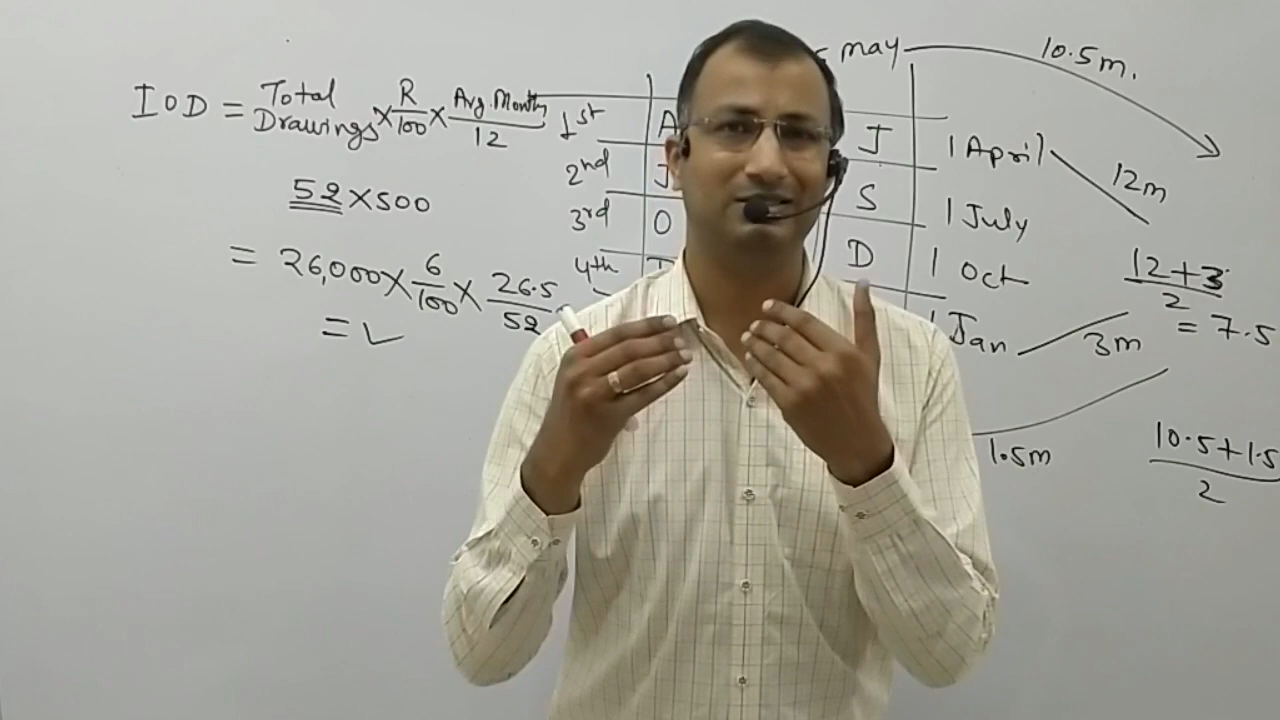 IOD = Total Drawings × R/100 × Avg. Months/12
52 × 500
= 26,000 × 6/100 × 26.5/52
= ✓
1st A J
2nd J S
3rd O D
4th
may 10.5m.
1 April 12m
1 July
1 Oct
1 Jan 3m
12+3/2
= 7.5
1.5m
10.5+1.5/2